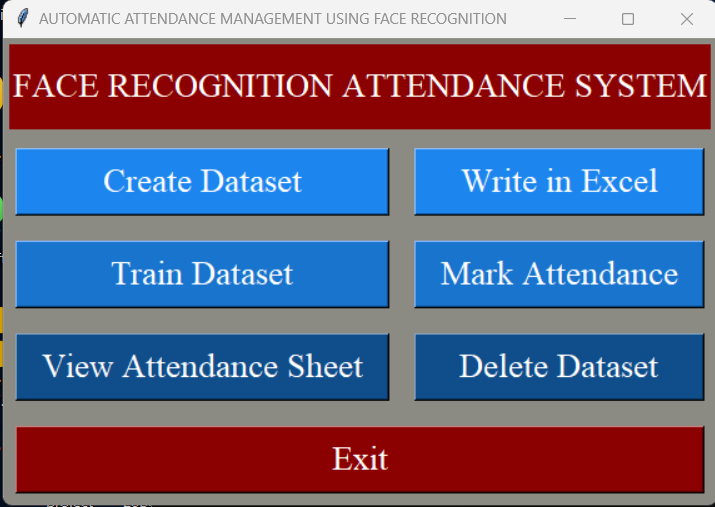 AUTOMATIC ATTENDANCE MANAGEMENT USING FACE RECOGNITION
FACE RECOGNITION ATTENDANCE SYSTEM
Create Dataset
Write in Excel
Train Dataset
Mark Attendance
View Attendance Sheet
Delete Dataset
Exit